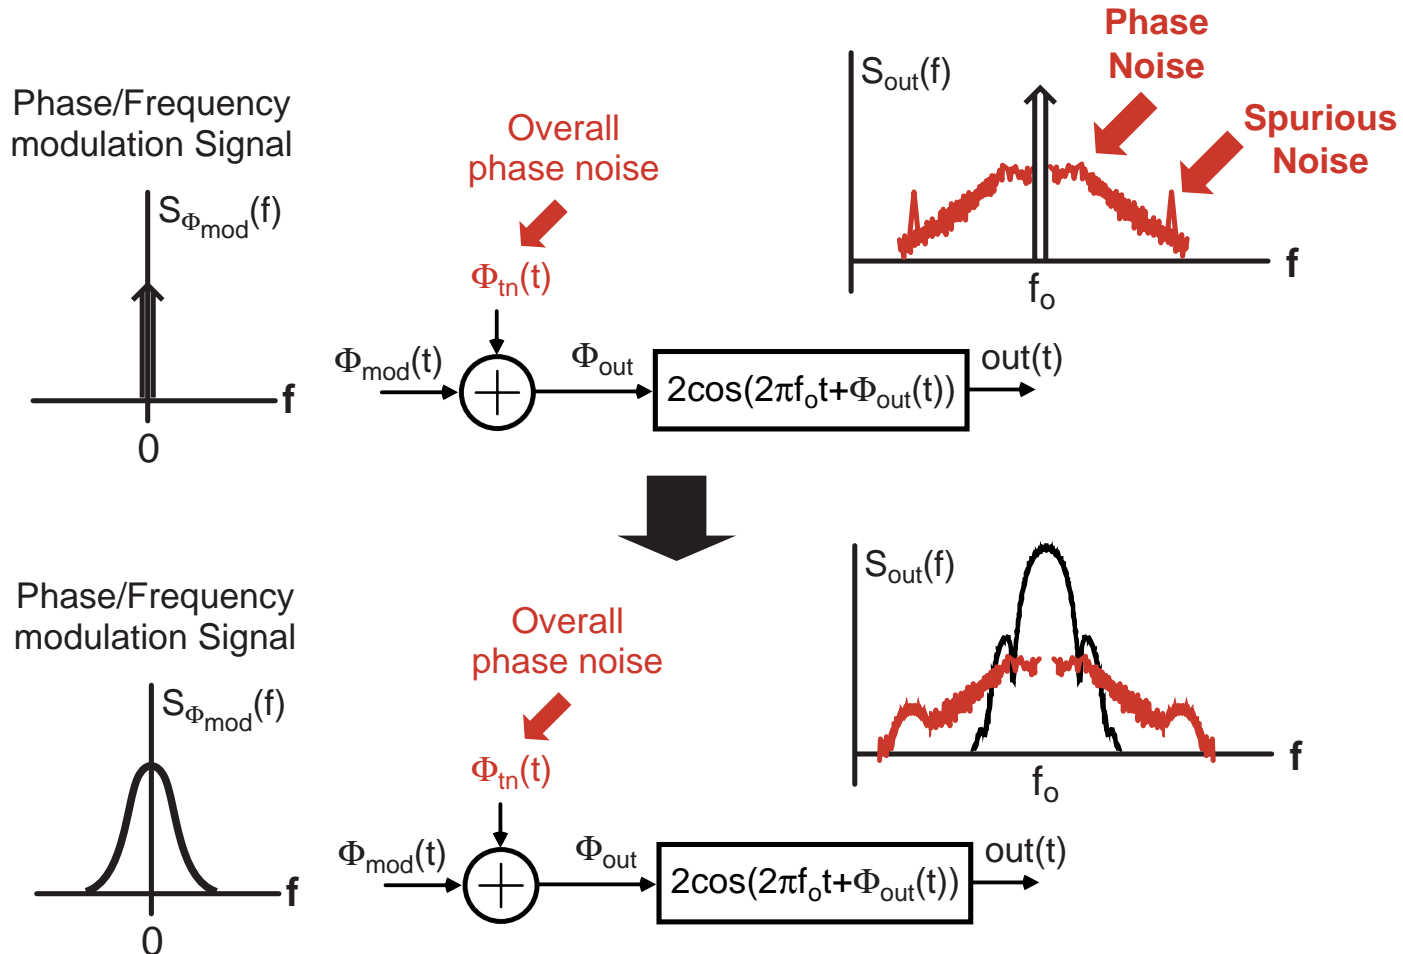 Phase/Frequency
modulation Signal
SΦmod(f)
f
0
Overall
phase noise
Φtn(t)
Φmod(t)
Φout
2cos(2πfot+Φout(t))
out(t)
Sout(f)
Phase
Noise
Spurious
Noise
f
fo
Phase/Frequency
modulation Signal
SΦmod(f)
f
0
Overall
phase noise
Φtn(t)
Φmod(t)
Φout
2cos(2πfot+Φout(t))
out(t)
Sout(f)
f
fo